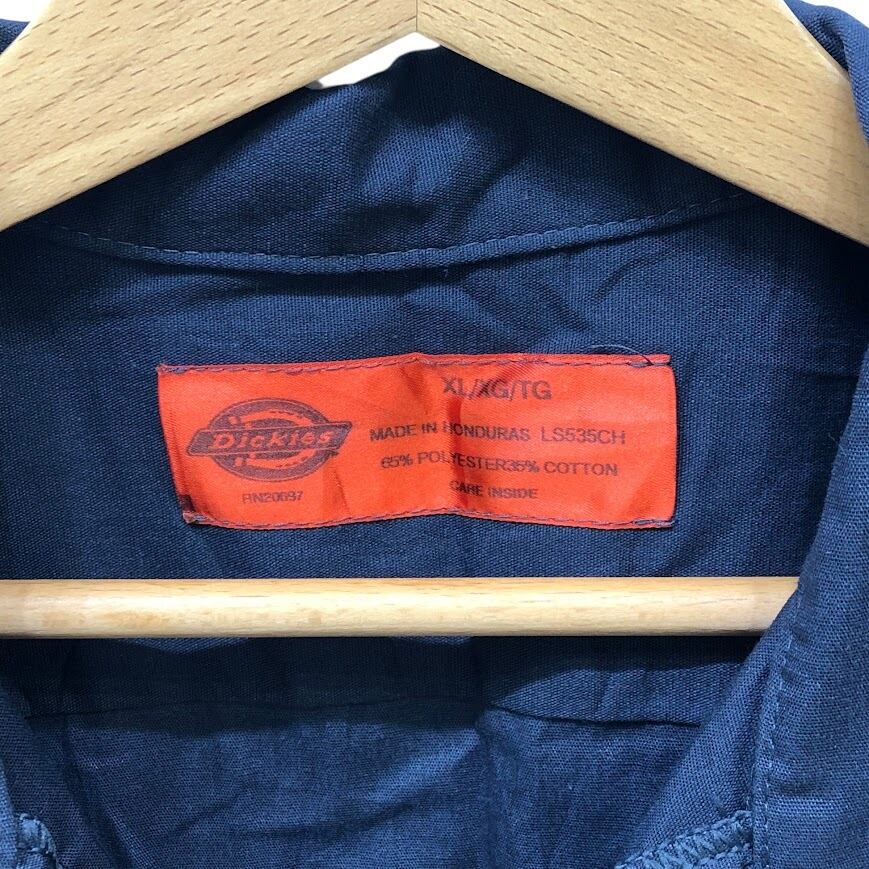 XL/XG/TG
Dickies
MADE IN HONDURAS LS535CH
65% POLYESTER35% COTTON
RN20697
CARE INSIDE